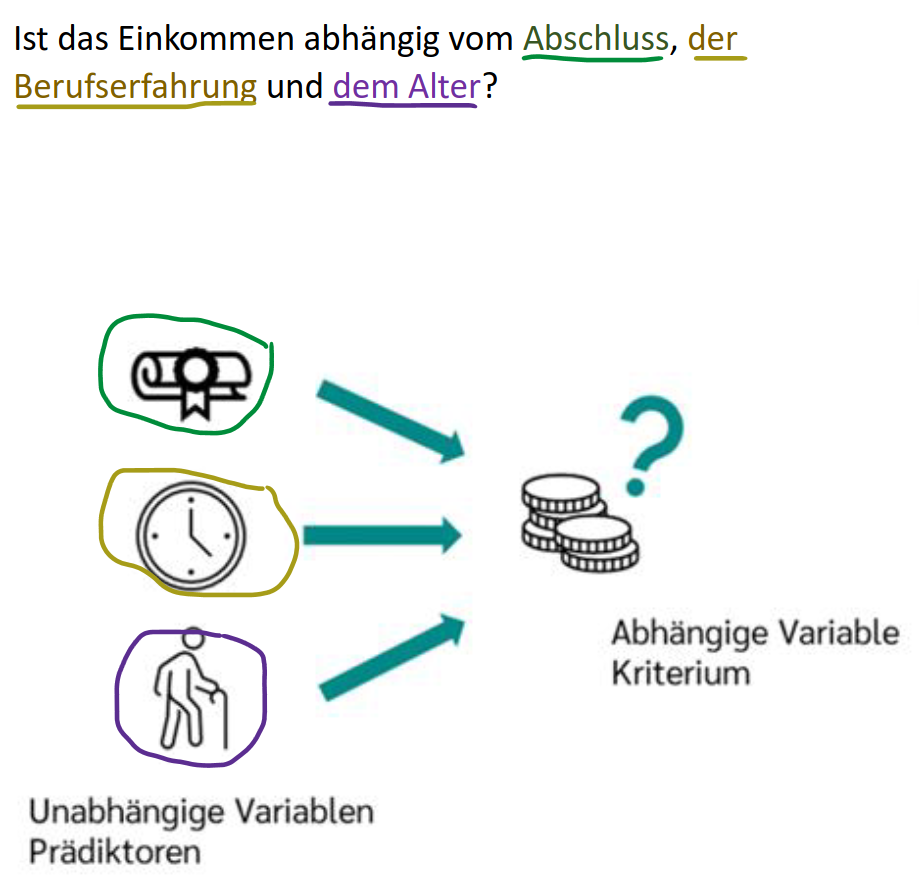 Ist das Einkommen abhängig vom Abschluss, der
Berufserfahrung und dem Alter?
?
Abhängige Variable
Kriterium
Unabhängige Variablen
Prädiktoren